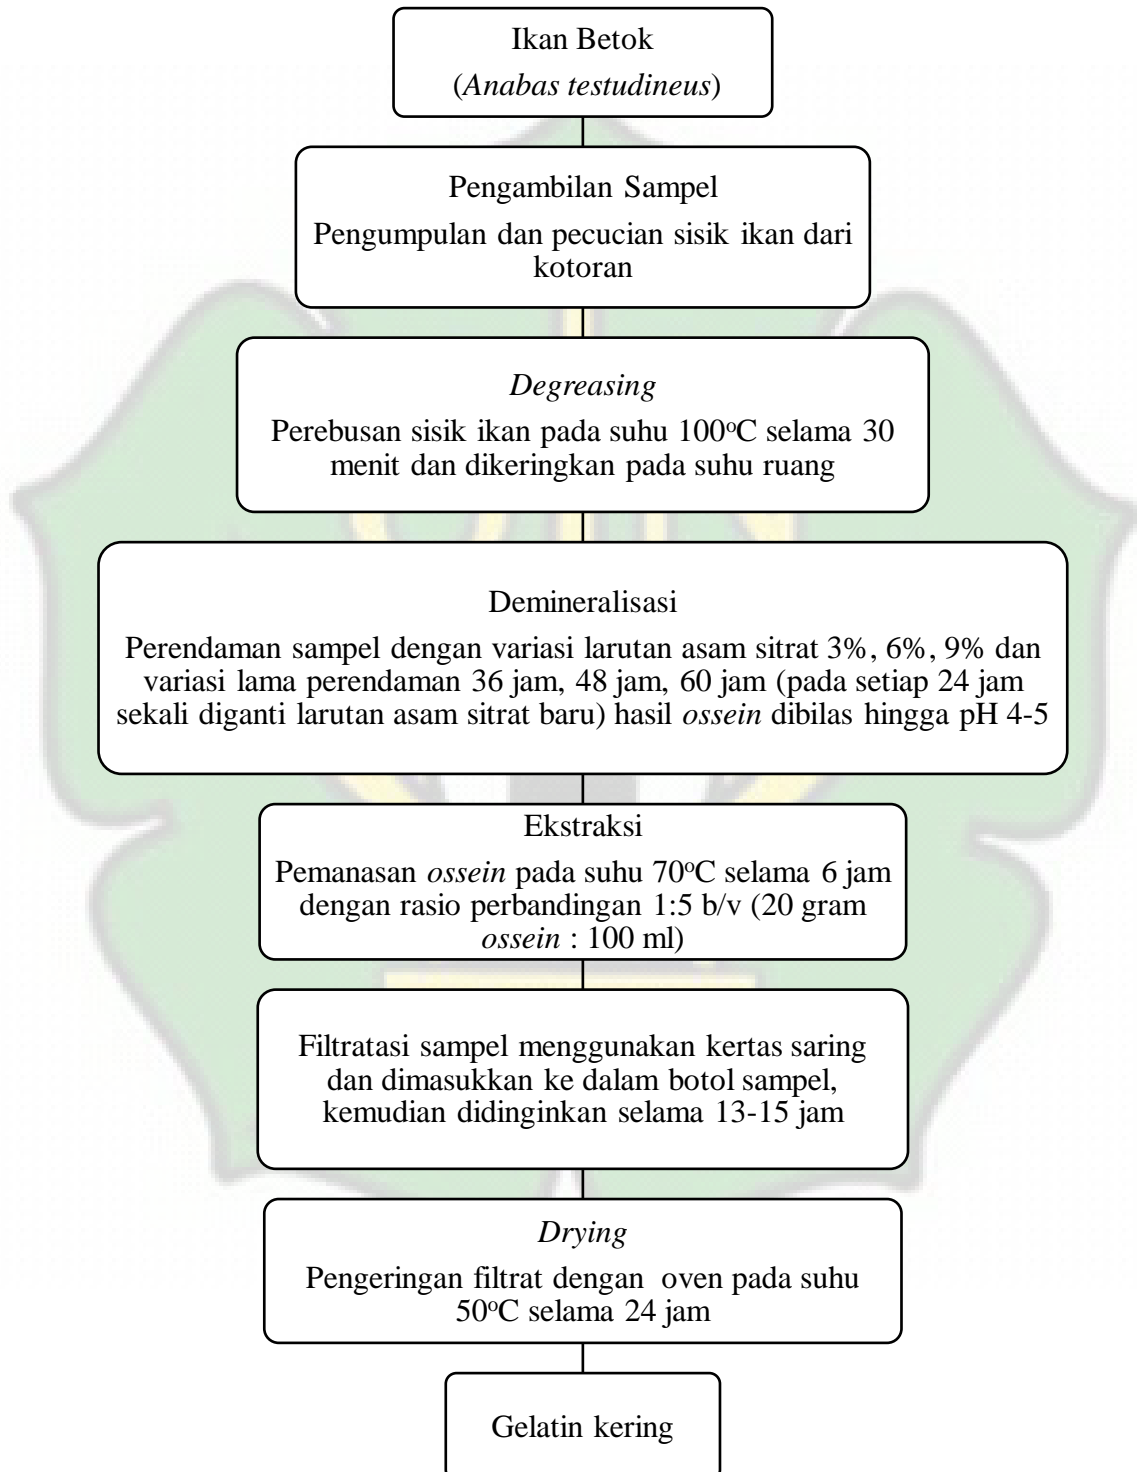 Ikan Betok
(Anabas testudineus)
Pengambilan Sampel
Pengumpulan dan pecucian sisik ikan dari
kotoran
Degreasing
Perebusan sisik ikan pada suhu 100°C selama 30
menit dan dikeringkan pada suhu ruang
Demineralisasi
Perendaman sampel dengan variasi larutan asam sitrat 3%, 6%, 9% dan
variasi lama perendaman 36 jam, 48 jam, 60 jam (pada setiap 24 jam
sekali diganti larutan asam sitrat baru) hasil ossein dibilas hingga pH 4-5
Ekstraksi
Pemanasan ossein pada suhu 70°C selama 6 jam
dengan rasio perbandingan 1:5 b/v (20 gram
ossein : 100 ml)
Filtratasi sampel menggunakan kertas saring
dan dimasukkan ke dalam botol sampel,
kemudian didinginkan selama 13-15 jam
Drying
Pengeringan filtrat dengan oven pada suhu
50°C selama 24 jam
Gelatin kering